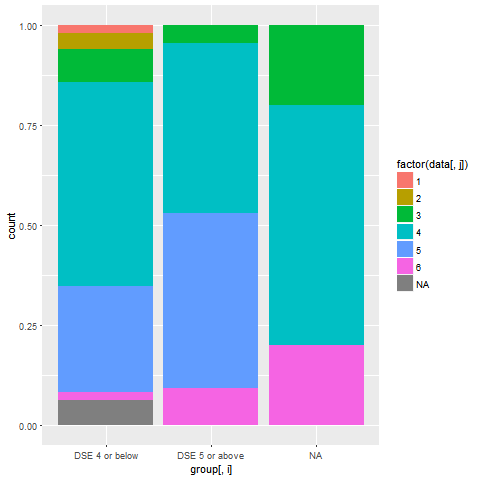 1.00
0.75
0.50
0.25
0.00
count
DSE 4 or below
DSE 5 or above
NA
group[, i]
factor(data[, j])
1
2
3
4
5
6
NA